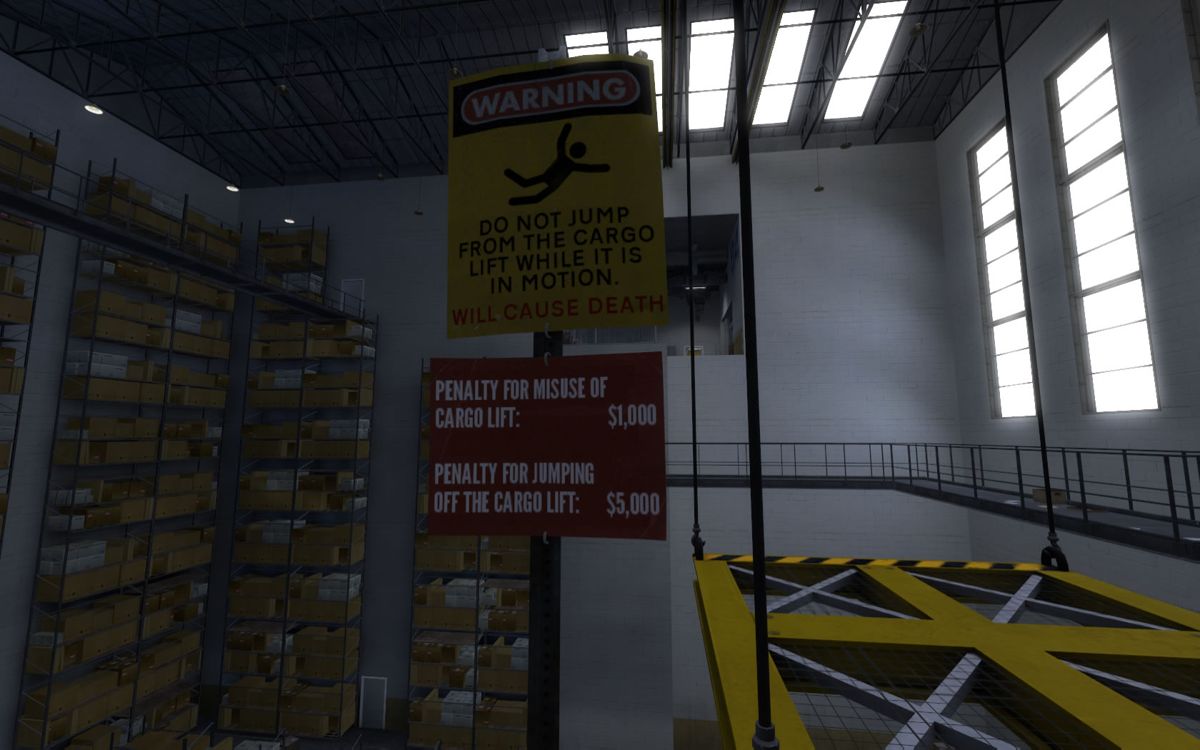 WARNING
DO NOT JUMP
FROM THE CARGO
LIFT WHILE IT IS
IN MOTION.
WILL CAUSE DEATH
PENALTY FOR MISUSE OF
CARGO LIFT: $1,000
PENALTY FOR JUMPING
OFF THE CARGO LIFT: $5,000